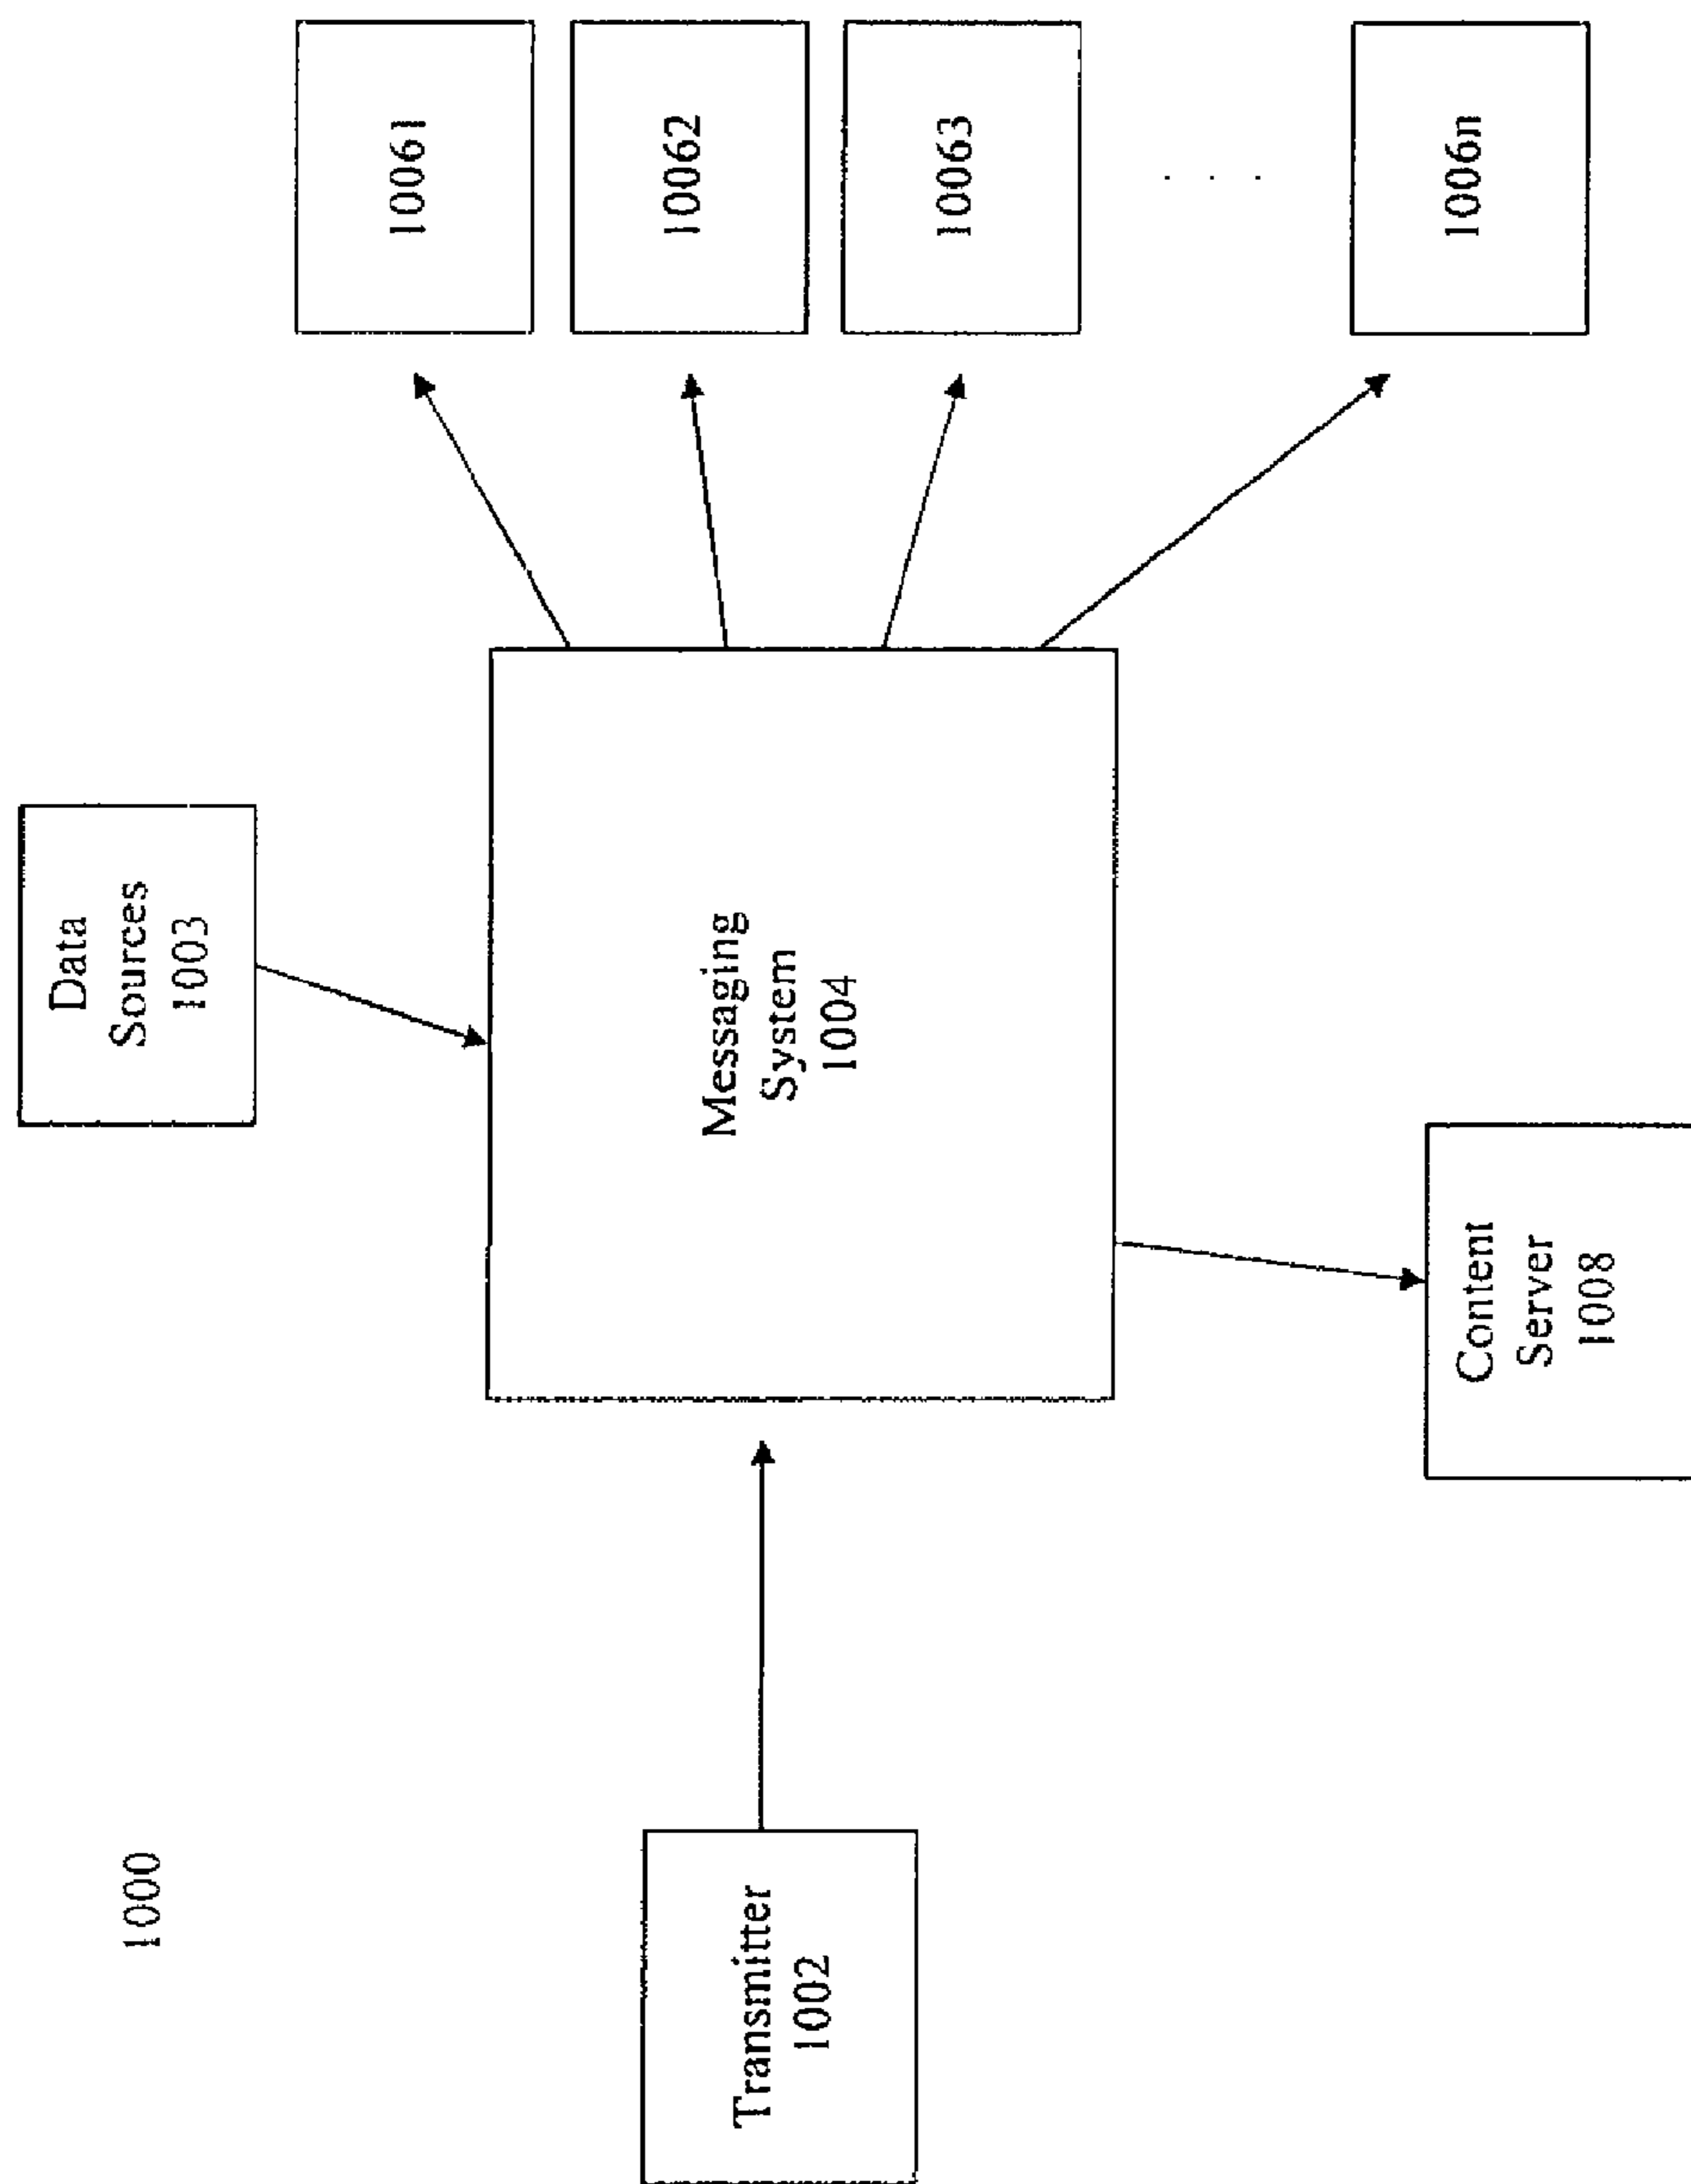 1000
Data
Sources
1003
Transmitter
1002
Messaging
System
1004
10061
10062
10063
. . .
1006n
Content
Server
1008